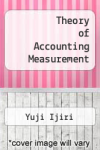 Theory
of
Accounting
Measurement
Yuji Ijiri
*cover image will vary